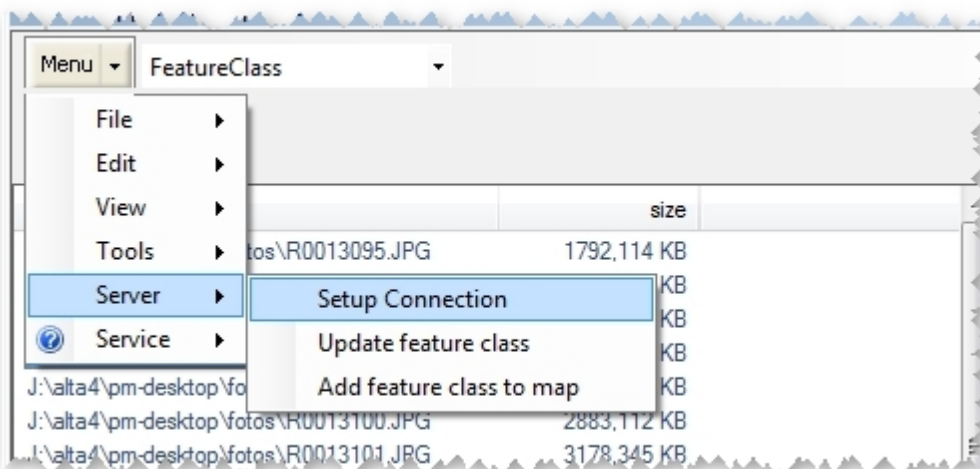 Menu FeatureClass
File
Edit
View
Tools
Server
Service
Setup Connection
Update feature class
Add feature class to map
size
tos\R0013095.JPG 1792,114 KB
KB
KB
KB
KB
J:\alta4\pm-desktop\fo
J:\alta4\pm-desktop\fotos\R0013100.JPG 2883,112 KB
J:\alta4\pm-desktop\fotos\R0013101.JPG 3178,345 KB